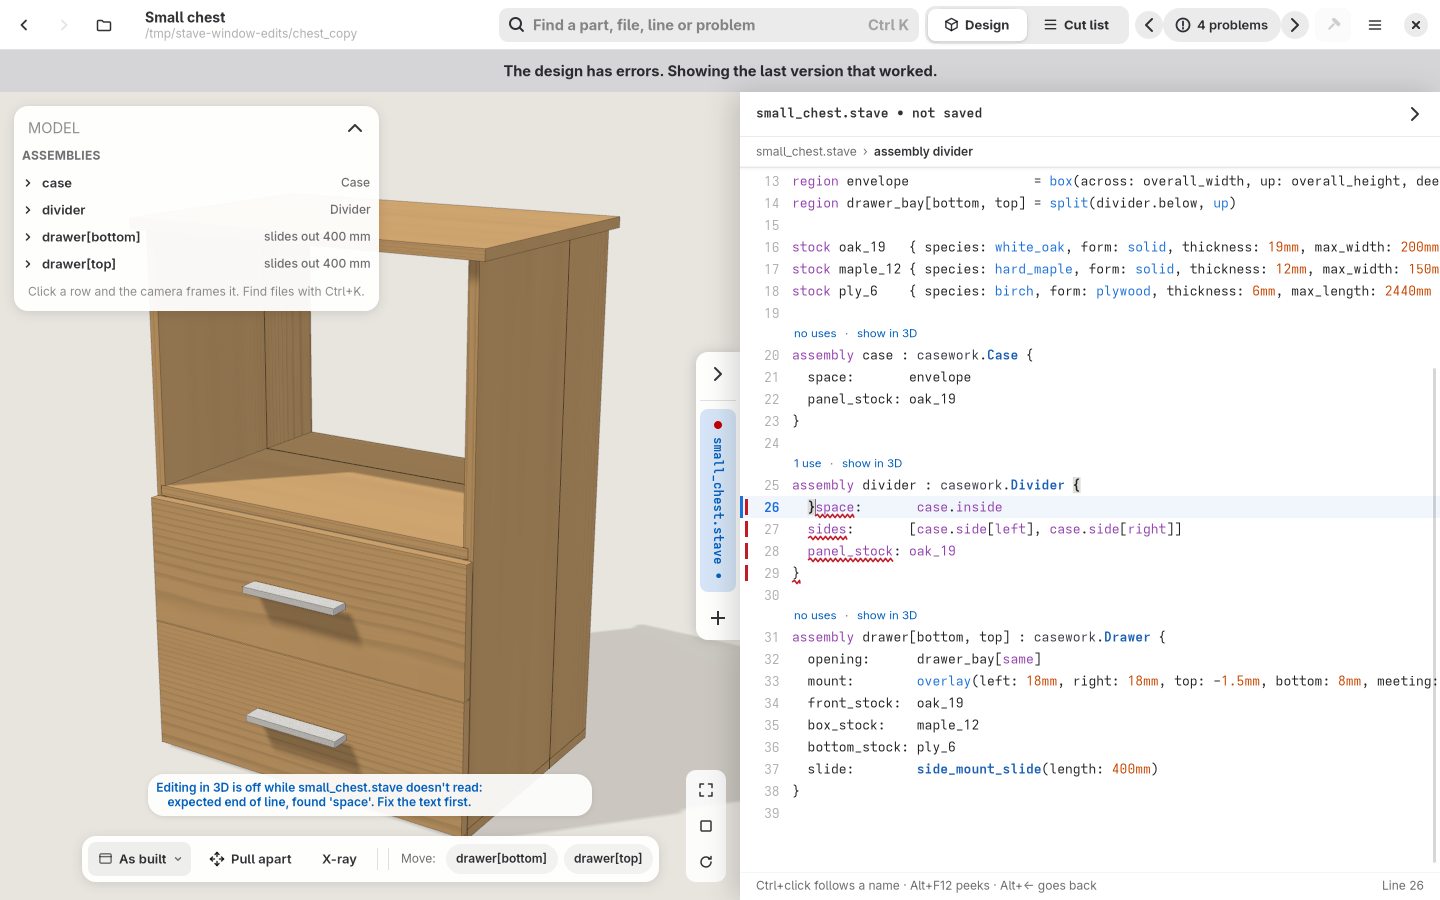 Small chest
/tmp/stave-window-edits/chest_copy
Find a part, file, line or problem
Ctrl K
Design
Cut list
4 problems
The design has errors. Showing the last version that worked.
MODEL
ASSEMBLIES
case Case
divider Divider
drawer[bottom] slides out 400 mm
drawer[top] slides out 400 mm
Click a row and the camera frames it. Find files with Ctrl+K.
small_chest.stave •
Editing in 3D is off while small_chest.stave doesn't read:
expected end of line, found 'space'. Fix the text first.
As built
Pull apart
X-ray
Move:
drawer[bottom]
drawer[top]
small_chest.stave • not saved
small_chest.stave › assembly divider
13 region envelope                = box(across: overall_width, up: overall_height, dee
14 region drawer_bay[bottom, top] = split(divider.below, up)
15
16 stock oak_19   { species: white_oak, form: solid, thickness: 19mm, max_width: 200mm
17 stock maple_12 { species: hard_maple, form: solid, thickness: 12mm, max_width: 150m
18 stock ply_6    { species: birch, form: plywood, thickness: 6mm, max_length: 2440mm
19
no uses · show in 3D
20 assembly case : casework.Case {
21   space:       envelope
22   panel_stock: oak_19
23 }
24
1 use · show in 3D
25 assembly divider : casework.Divider {
26   }space:       case.inside
27   sides:       [case.side[left], case.side[right]]
28   panel_stock: oak_19
29 }
30
no uses · show in 3D
31 assembly drawer[bottom, top] : casework.Drawer {
32   opening:      drawer_bay[same]
33   mount:        overlay(left: 18mm, right: 18mm, top: -1.5mm, bottom: 8mm, meeting:
34   front_stock:  oak_19
35   box_stock:    maple_12
36   bottom_stock: ply_6
37   slide:        side_mount_slide(length: 400mm)
38 }
39
Ctrl+click follows a name · Alt+F12 peeks · Alt+← goes back
Line 26